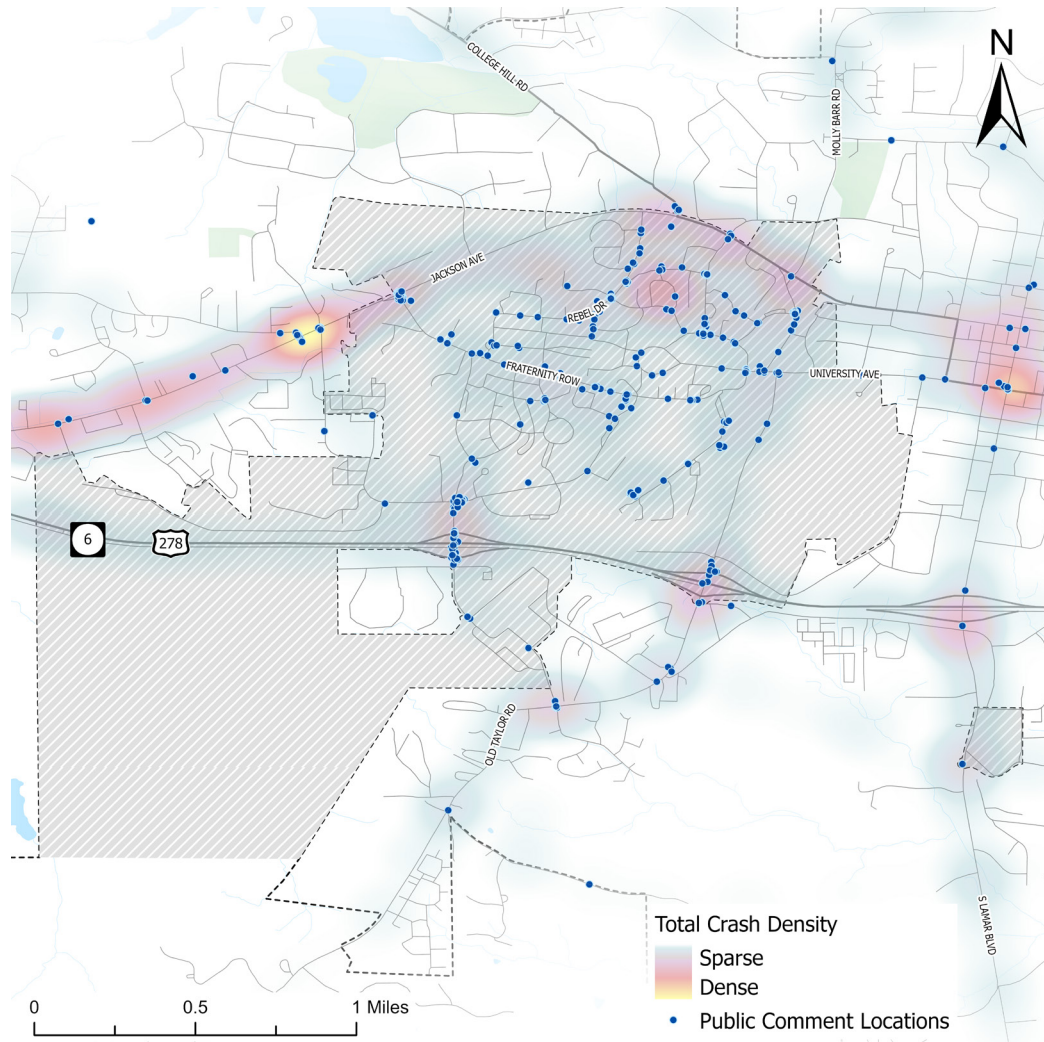 N
COLLEGE HILL RD
MOLLY BARR RD
JACKSON AVE
REBEL DR
FRATERNITY ROW
UNIVERSITY AVE
6
278
OLD TAYLOR RD
S LAMAR BLVD
Total Crash Density
Sparse
Dense
Public Comment Locations
0 0.5 1 Miles